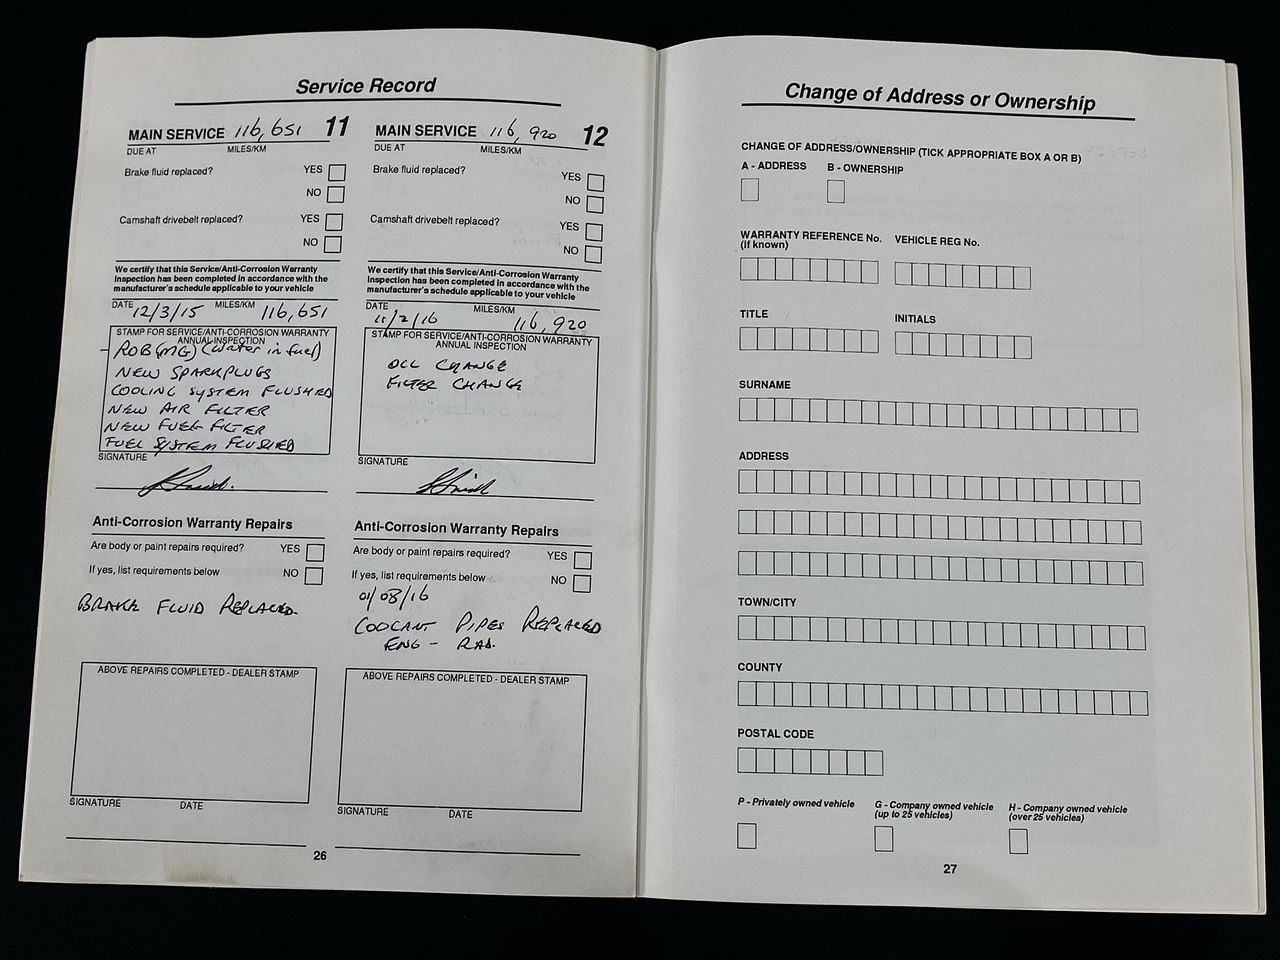 Service Record
MAIN SERVICE 116,651 11
DUE AT MILES/KM
Brake fluid replaced? YES
NO
Camshaft drivebelt replaced? YES
NO
We certify that this Service/Anti-Corrosion Warranty
Inspection has been completed in accordance with the
manufacturer's schedule applicable to your vehicle
DATE 12/3/15 MILES/KM 116,651
STAMP FOR SERVICE/ANTI-CORROSION WARRANTY
ANNUAL INSPECTION
- ROB (MG) (Water in fuel)
NEW SPARKPLUGS
COOLING SYSTEM FLUSHED
NEW AIR FILTER
NEW FUEL FILTER
FUEL SYSTEM FLUSHED
SIGNATURE
Anti-Corrosion Warranty Repairs
Are body or paint repairs required? YES
If yes, list requirements below NO
BRAKE FLUID REPLACED
ABOVE REPAIRS COMPLETED - DEALER STAMP
SIGNATURE DATE
MAIN SERVICE 116,920 12
DUE AT MILES/KM
Brake fluid replaced? YES
NO
Camshaft drivebelt replaced? YES
NO
We certify that this Service/Anti-Corrosion Warranty
Inspection has been completed in accordance with the
manufacturer's schedule applicable to your vehicle
DATE 11/2/16 MILES/KM 116,920
STAMP FOR SERVICE/ANTI-CORROSION WARRANTY
ANNUAL INSPECTION
OIL CHANGE
FILTER CHANGE
SIGNATURE
Anti-Corrosion Warranty Repairs
Are body or paint repairs required? YES
If yes, list requirements below NO
01/08/16
COOLANT PIPES REPLACED
ENG - RAD.
ABOVE REPAIRS COMPLETED - DEALER STAMP
SIGNATURE DATE
26
Change of Address or Ownership
CHANGE OF ADDRESS/OWNERSHIP (TICK APPROPRIATE BOX A OR B)
A - ADDRESS B - OWNERSHIP
WARRANTY REFERENCE No. VEHICLE REG No.
(if known)
TITLE INITIALS
SURNAME
ADDRESS
TOWN/CITY
COUNTY
POSTAL CODE
P - Privately owned vehicle G - Company owned vehicle H - Company owned vehicle
(up to 25 vehicles) (over 25 vehicles)
27